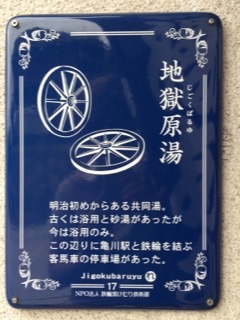 地獄原湯
じごくばるゆ
明治初めからある共同湯。
古くは浴用と砂湯があったが
今は浴用のみ。
この辺りに亀川駅と鉄輪を結ぶ
客馬車の停車場があった。
Jigokubaruyu
17
NPO法人 鉄輪湯けむり倶楽部